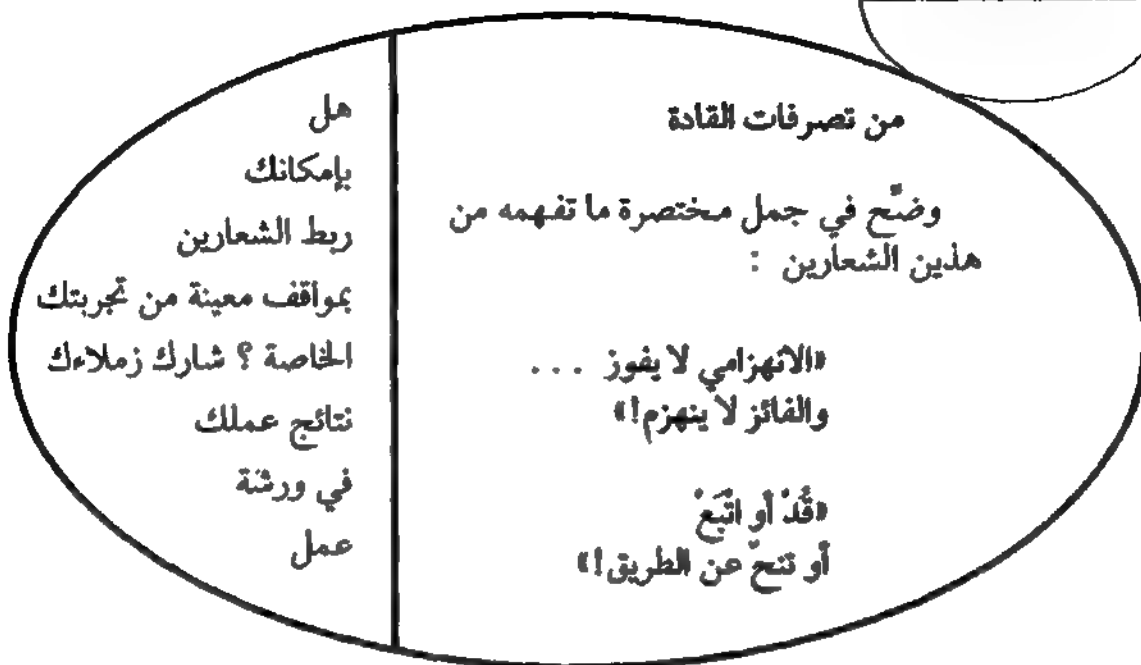 من تصرفات القادة
وضّح في جمل مختصرة ما تفهمه من
هذين الشعارين :
«الانهزامي لا يفوز ...
والفائز لا ينهزم!»
«قُدْ أو اتْبَعْ
أو تنحّ عن الطريق!»
هل
بإمكانك
ربط الشعارين
بمواقف معينة من تجربتك
الخاصة ؟ شارك زملاءك
نتائج عملك
في ورشة
عمل